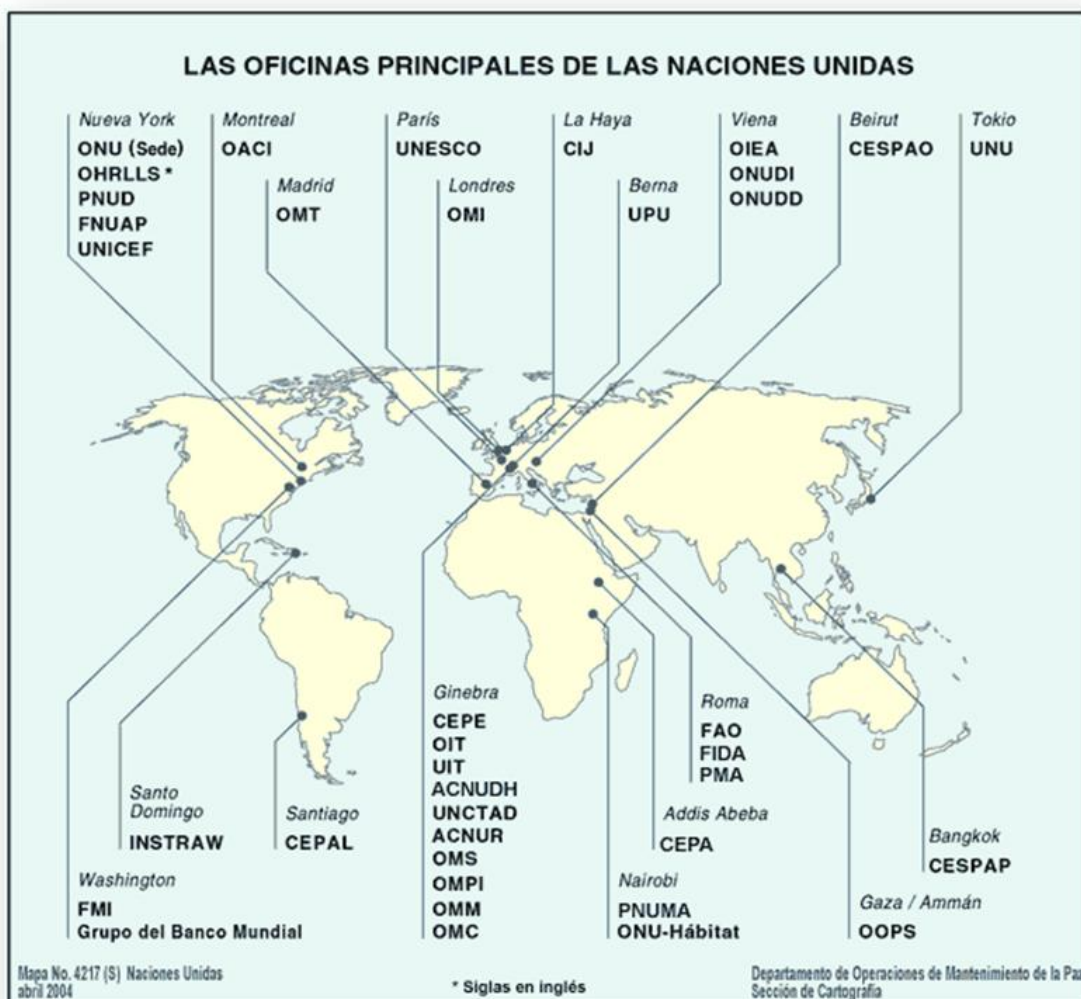 LAS OFICINAS PRINCIPALES DE LAS NACIONES UNIDAS
Nueva York
ONU (Sede)
OHRLLS *
PNUD
FNUAP
UNICEF
Montreal
OACI
Madrid
OMT
París
UNESCO
Londres
OMI
La Haya
CIJ
Berna
UPU
Viena
OIEA
ONUDI
ONUDD
Beirut
CESPAO
Tokio
UNU
Washington
FMI
Grupo del Banco Mundial
Santo
Domingo
INSTRAW
Santiago
CEPAL
Ginebra
CEPE
OIT
UIT
ACNUDH
UNCTAD
ACNUR
OMS
OMPI
OMM
OMC
Nairobi
PNUMA
ONU-Hábitat
Addis Abeba
CEPA
Roma
FAO
FIDA
PMA
Gaza / Ammán
OOPS
Bangkok
CESPAP
Mapa No. 4217 (S) Naciones Unidas
abril 2004
* Siglas en inglés
Departamento de Operaciones de Mantenimiento de la Paz
Sección de Cartografía